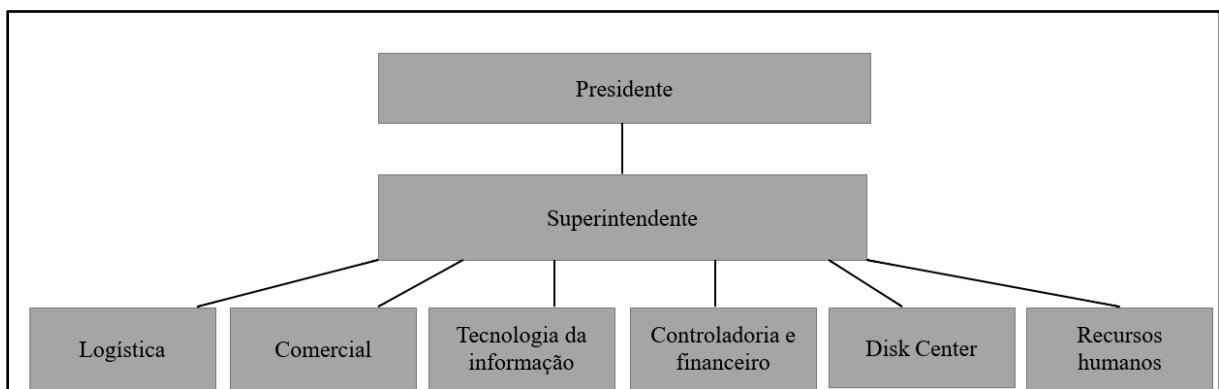 Presidente
Superintendente
Logística
Comercial
Tecnologia da
informação
Controladoria e
financeiro
Disk Center
Recursos
humanos